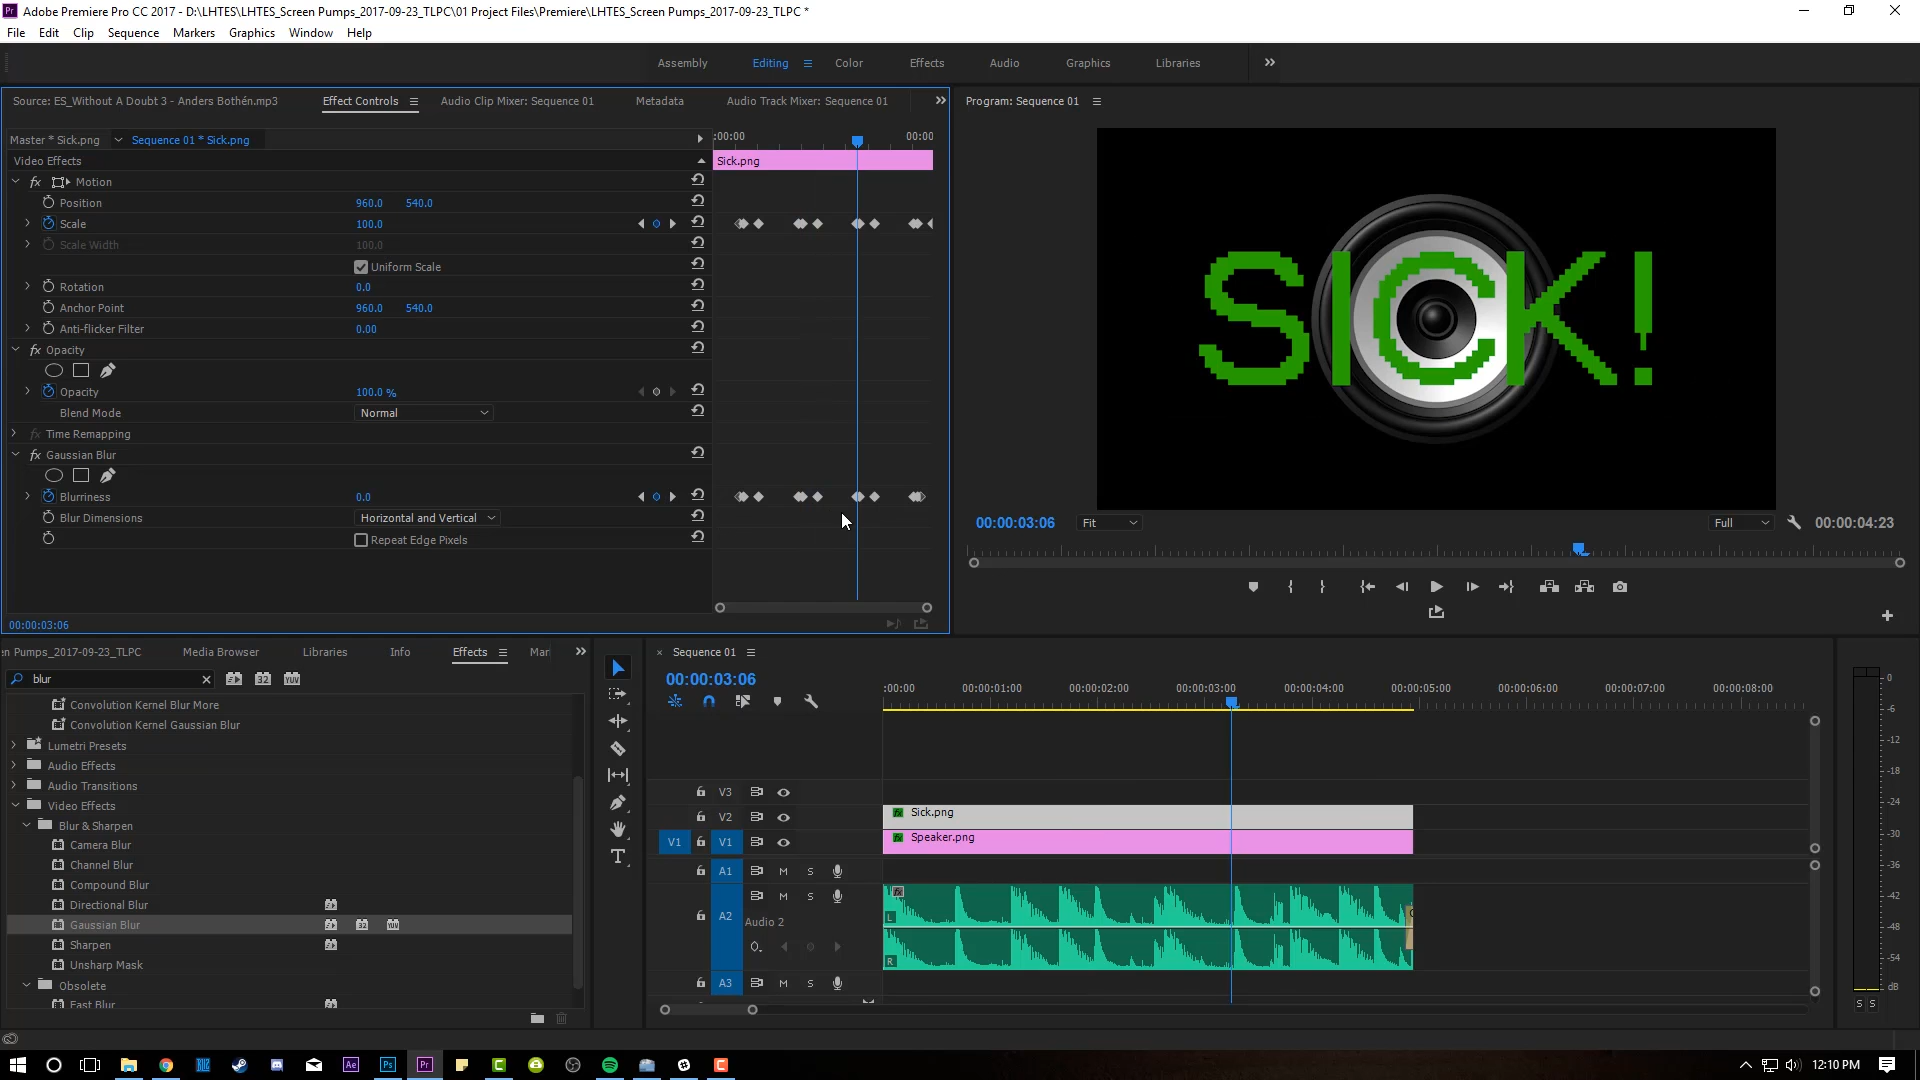 Adobe Premiere Pro CC 2017 - D:\LHTES\LHTES_Screen Pumps_2017-09-23_TLPC\01 Project Files\Premiere\LHTES_Screen Pumps_2017-09-23_TLPC *
File Edit Clip Sequence Markers Graphics Window Help
Assembly Editing Color Effects Audio Graphics Libraries
Source: ES_Without A Doubt 3 - Anders Bothén.mp3 Effect Controls Audio Clip Mixer: Sequence 01 Metadata Audio Track Mixer: Sequence 01
Program: Sequence 01
Master * Sick.png Sequence 01 * Sick.png
:00:00 00:00
Video Effects
Sick.png
fx Motion
Position 960.0 540.0
Scale 100.0
Scale Width 100.0
Uniform Scale
Rotation 0.0
Anchor Point 960.0 540.0
Anti-flicker Filter 0.00
fx Opacity
Opacity 100.0 %
Blend Mode Normal
fx Time Remapping
fx Gaussian Blur
Blurriness 0.0
Blur Dimensions Horizontal and Vertical
Repeat Edge Pixels
00:00:03:06
SICK!
00:00:03:06 Fit Full 00:00:04:23
en Pumps_2017-09-23_TLPC Media Browser Libraries Info Effects Mar
blur
32 YUV
Convolution Kernel Blur More
Convolution Kernel Gaussian Blur
Lumetri Presets
Audio Effects
Audio Transitions
Video Effects
Blur & Sharpen
Camera Blur
Channel Blur
Compound Blur
Directional Blur
Gaussian Blur 32 YUV
Sharpen
Unsharp Mask
Obsolete
Fast Blur
× Sequence 01
00:00:03:06
:00:00 00:00:01:00 00:00:02:00 00:00:03:00 00:00:04:00 00:00:05:00 00:00:06:00 00:00:07:00 00:00:08:00
V3
V2 Sick.png
V1 V1 Speaker.png
A1 M S
A2 M S
Audio 2
L
R
A3 M S
0
-6
-12
-18
-24
-30
-36
-42
-48
-54
dB
S S
Ae Ps Pr
12:10 PM